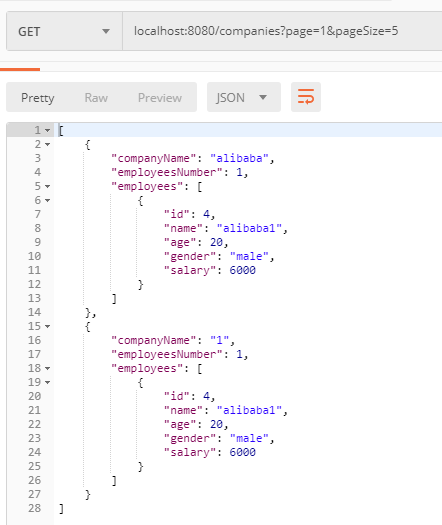 GET localhost:8080/companies?page=1&pageSize=5
Pretty Raw Preview JSON
1 [
2 {
3 "companyName": "alibaba",
4 "employeesNumber": 1,
5 "employees": [
6 {
7 "id": 4,
8 "name": "alibaba1",
9 "age": 20,
10 "gender": "male",
11 "salary": 6000
12 }
13 ]
14 },
15 {
16 "companyName": "1",
17 "employeesNumber": 1,
18 "employees": [
19 {
20 "id": 4,
21 "name": "alibaba1",
22 "age": 20,
23 "gender": "male",
24 "salary": 6000
25 }
26 ]
27 }
28 ]